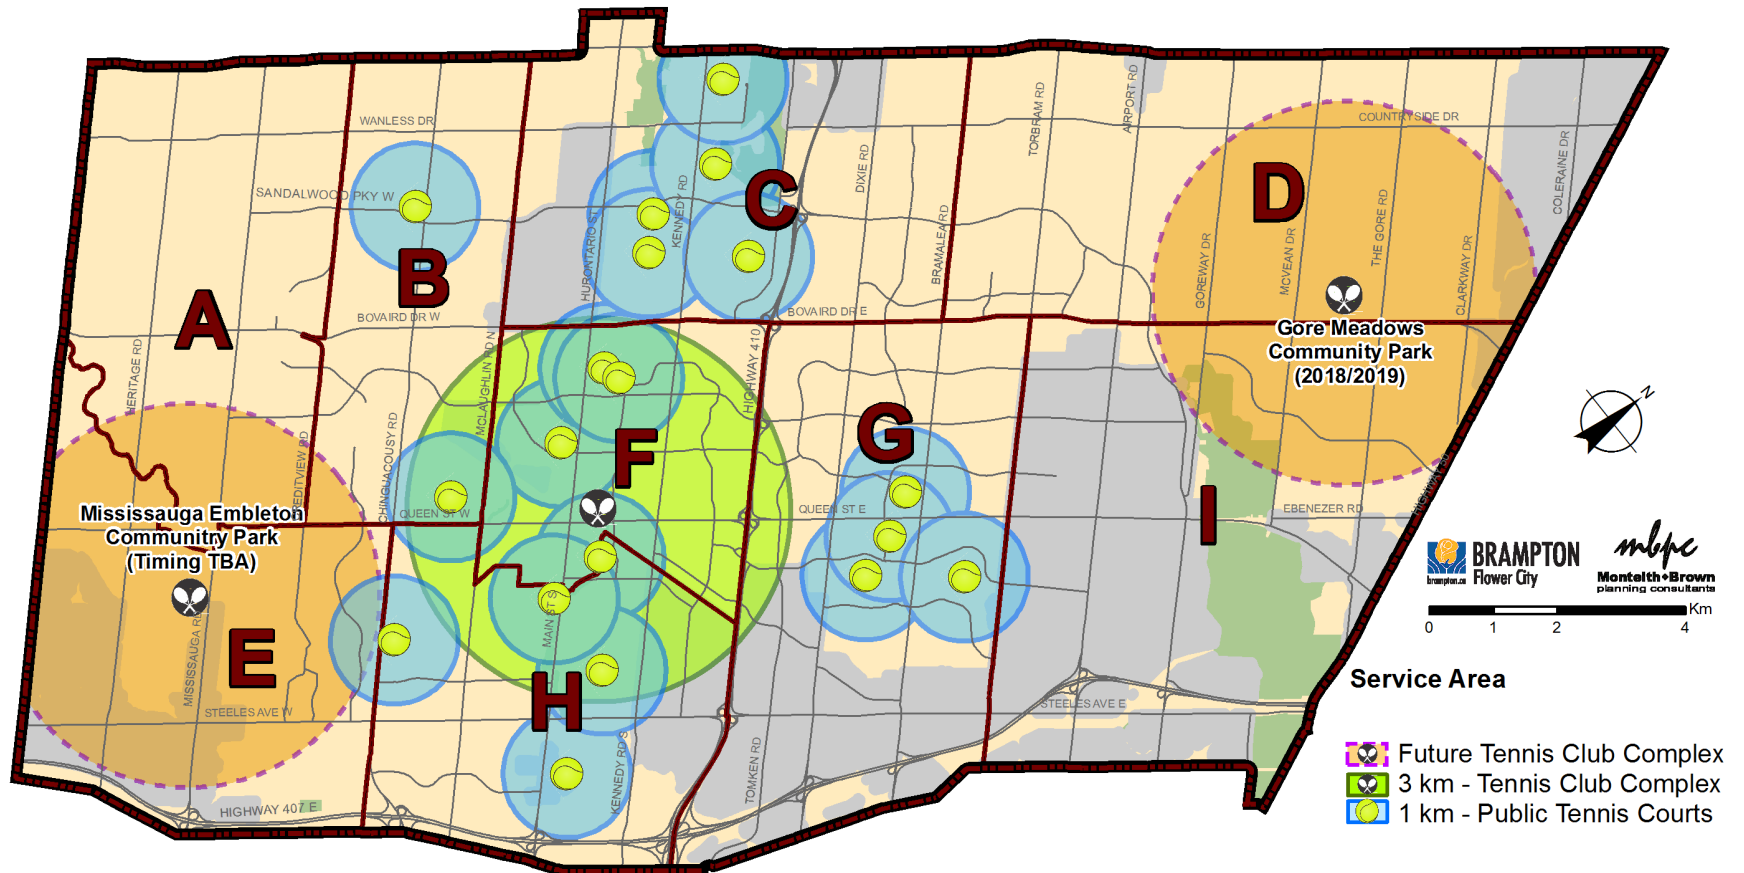 WANLESS DR
SANDALWOOD PKY W
BOVAIRD DR W
HURONTARIO ST
KENNEDY RD
DIXIE RD
BRAMALEA RD
TORBRAM RD
AIRPORT RD
COUNTRYSIDE DR
COLERAINE DR
GOREWAY DR
MCVEAN DR
THE GORE RD
CLARKWAY DR
BOVAIRD DR E
HIGHWAY 410
MCLAUGHLIN RD N
HERITAGE RD
CREDITVIEW RD
CHINGUACOUSY RD
QUEEN ST W
QUEEN ST E
EBENEZER RD
HIGHWAY 50
MISSISSAUGA RD
STEELES AVE W
STEELES AVE E
MAIN ST S
KENNEDY RD S
TOMKEN RD
HIGHWAY 407 E
A
B
C
D
E
F
G
H
I
Gore Meadows
Community Park
(2018/2019)
Mississauga Embleton
Communitry Park
(Timing TBA)
N
BRAMPTON
Flower City
brampton.ca
mbpc
Monteith+Brown
planning consultants
Km
0 1 2 4
Service Area
Future Tennis Club Complex
3 km - Tennis Club Complex
1 km - Public Tennis Courts